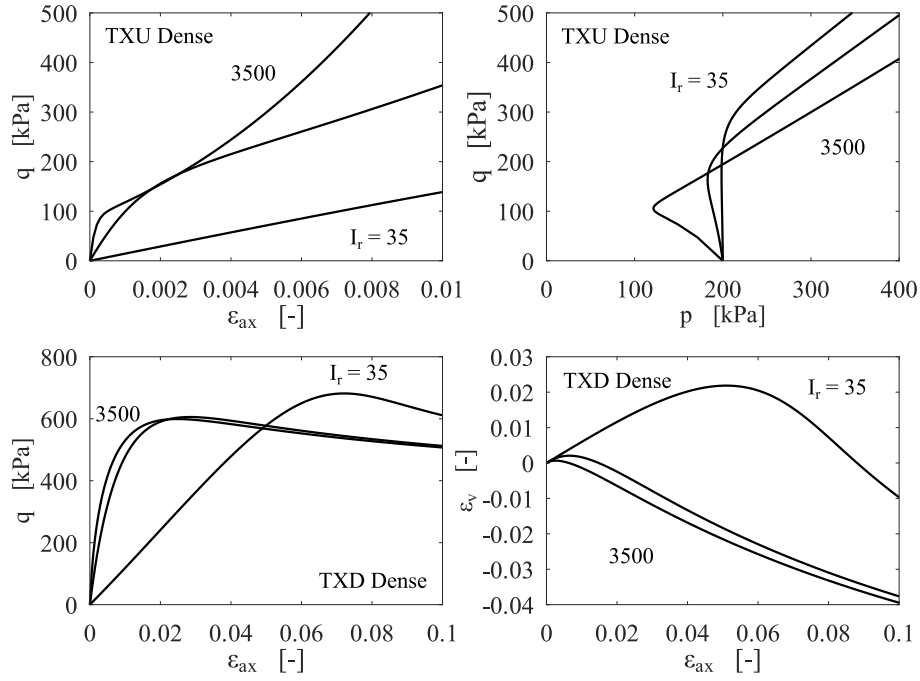 500
400
300
200
100
0
q [kPa]
TXU Dense
3500
I_r = 35
0 0.002 0.004 0.006 0.008 0.01
ε_ax [-]
500
400
300
200
100
0
q [kPa]
TXU Dense
I_r = 35
3500
0 100 200 300 400
p [kPa]
800
600
400
200
0
q [kPa]
I_r = 35
3500
TXD Dense
0 0.02 0.04 0.06 0.08 0.1
ε_ax [-]
0.03
0.02
0.01
0
-0.01
-0.02
-0.03
-0.04
ε_v [-]
TXD Dense
I_r = 35
3500
0 0.02 0.04 0.06 0.08 0.1
ε_ax [-]